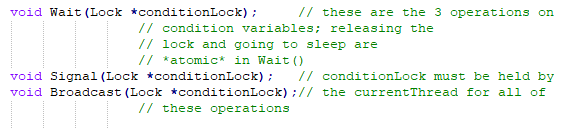 void Wait(Lock *conditionLock); // these are the 3 operations on
// condition variables; releasing the
// lock and going to sleep are
// *atomic* in Wait()
void Signal(Lock *conditionLock); // conditionLock must be held by
void Broadcast(Lock *conditionLock);// the currentThread for all of
// these operations